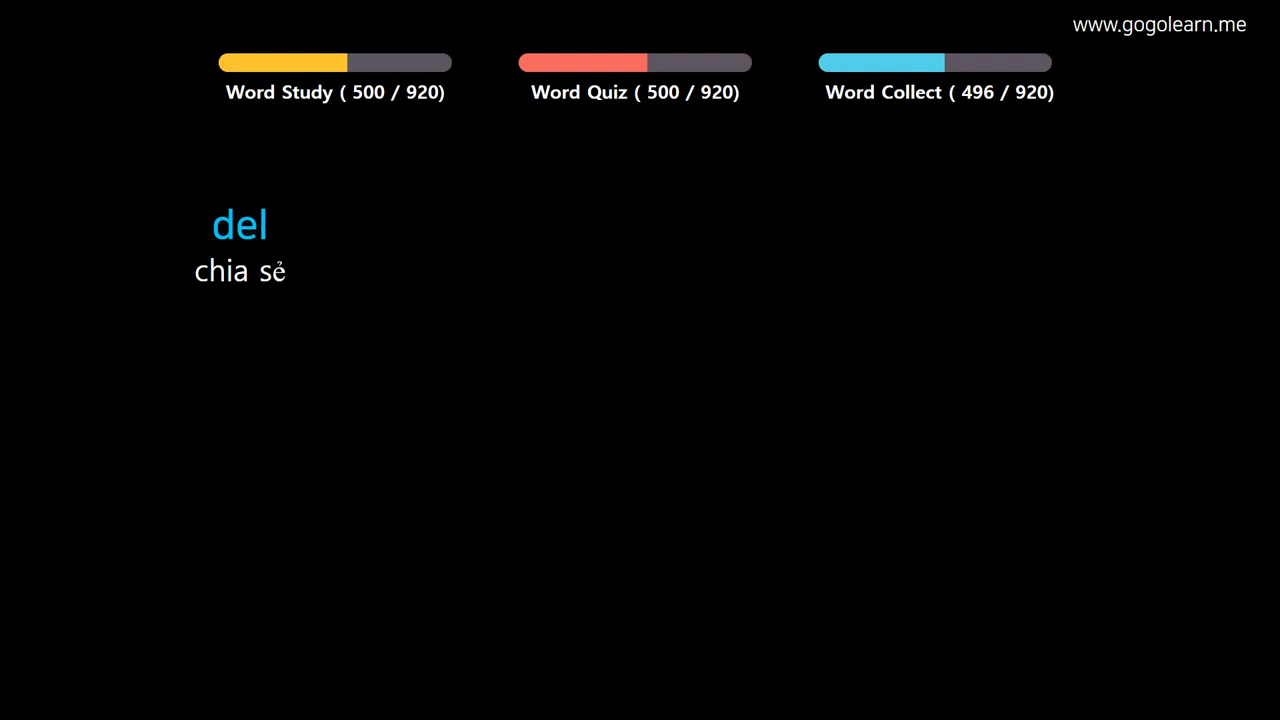 www.gogolearn.me
Word Study ( 500 / 920)
Word Quiz ( 500 / 920)
Word Collect ( 496 / 920)
del
chia sẻ